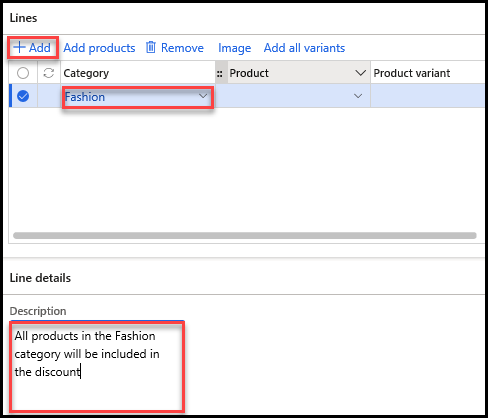 Lines
Add Add products Remove Image Add all variants
Category Product Product variant
Fashion
Line details
Description
All products in the Fashion
category will be included in
the discount